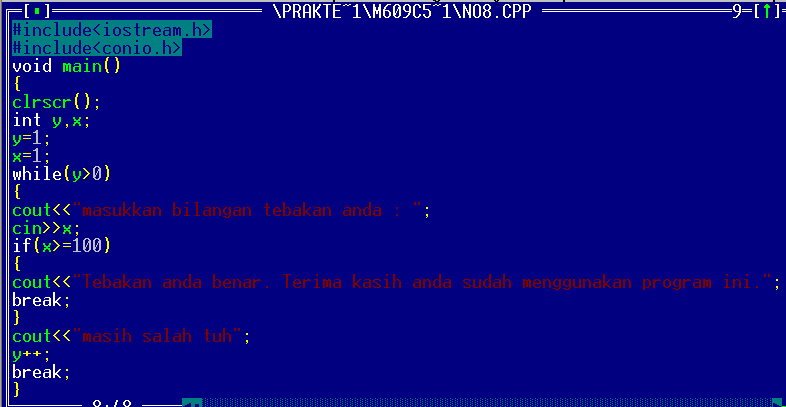 [▪] \PRAKTE~1\M609C5~1\NO8.CPP 9=[↑]
#include<iostream.h>
#include<conio.h>
void main()
{
clrscr();
int y,x;
y=1;
x=1;
while(y>0)
{
cout<<"masukkan bilangan tebakan anda : ";
cin>>x;
if(x>=100)
{
cout<<"Tebakan anda benar. Terima kasih anda sudah menggunakan program ini.";
break;
}
cout<<"masih salah tuh";
y++;
break;
}